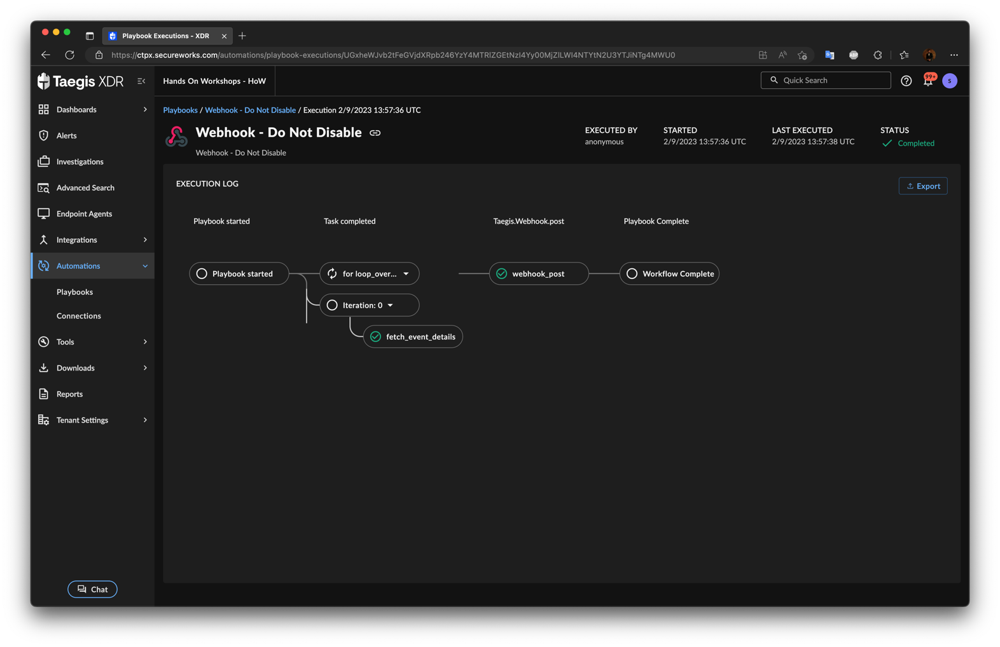 Playbook Executions - XDR
https://ctpx.secureworks.com/automations/playbook-executions/UGxheWJvb2tFeGVjdXRpb246YzY4MTRlZGEtNzI4Yy00MjZlLWI4NTYtN2U3YTJiNTg4MWU0
ABP
Taegis XDR
Hands On Workshops - HoW
Quick Search
99+
S
Dashboards
Alerts
Investigations
Advanced Search
Endpoint Agents
Integrations
Automations
Playbooks
Connections
Tools
Downloads
Reports
Tenant Settings
Chat
Playbooks / Webhook - Do Not Disable / Execution 2/9/2023 13:57:36 UTC
Webhook - Do Not Disable
Webhook - Do Not Disable
EXECUTED BY
anonymous
STARTED
2/9/2023 13:57:36 UTC
LAST EXECUTED
2/9/2023 13:57:38 UTC
STATUS
Completed
EXECUTION LOG
Export
Playbook started
Task completed
Taegis.Webhook.post
Playbook Complete
Playbook started
for loop_over...
webhook_post
Workflow Complete
Iteration: 0
fetch_event_details